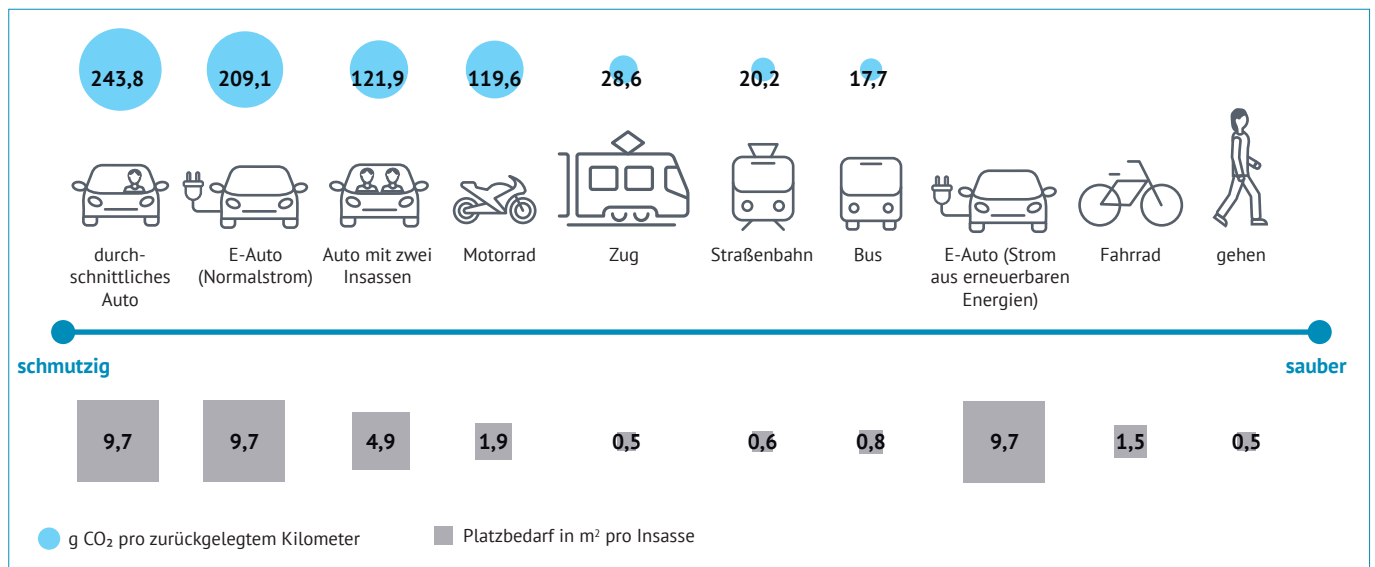 243,8
209,1
121,9
119,6
28,6
20,2
17,7
durch-
schnittliches
Auto
E-Auto
(Normalstrom)
Auto mit zwei
Insassen
Motorrad
Zug
Straßenbahn
Bus
E-Auto (Strom
aus erneuerbaren
Energien)
Fahrrad
gehen
schmutzig
sauber
9,7
9,7
4,9
1,9
0,5
0,6
0,8
9,7
1,5
0,5
g CO₂ pro zurückgelegtem Kilometer
Platzbedarf in m² pro Insasse